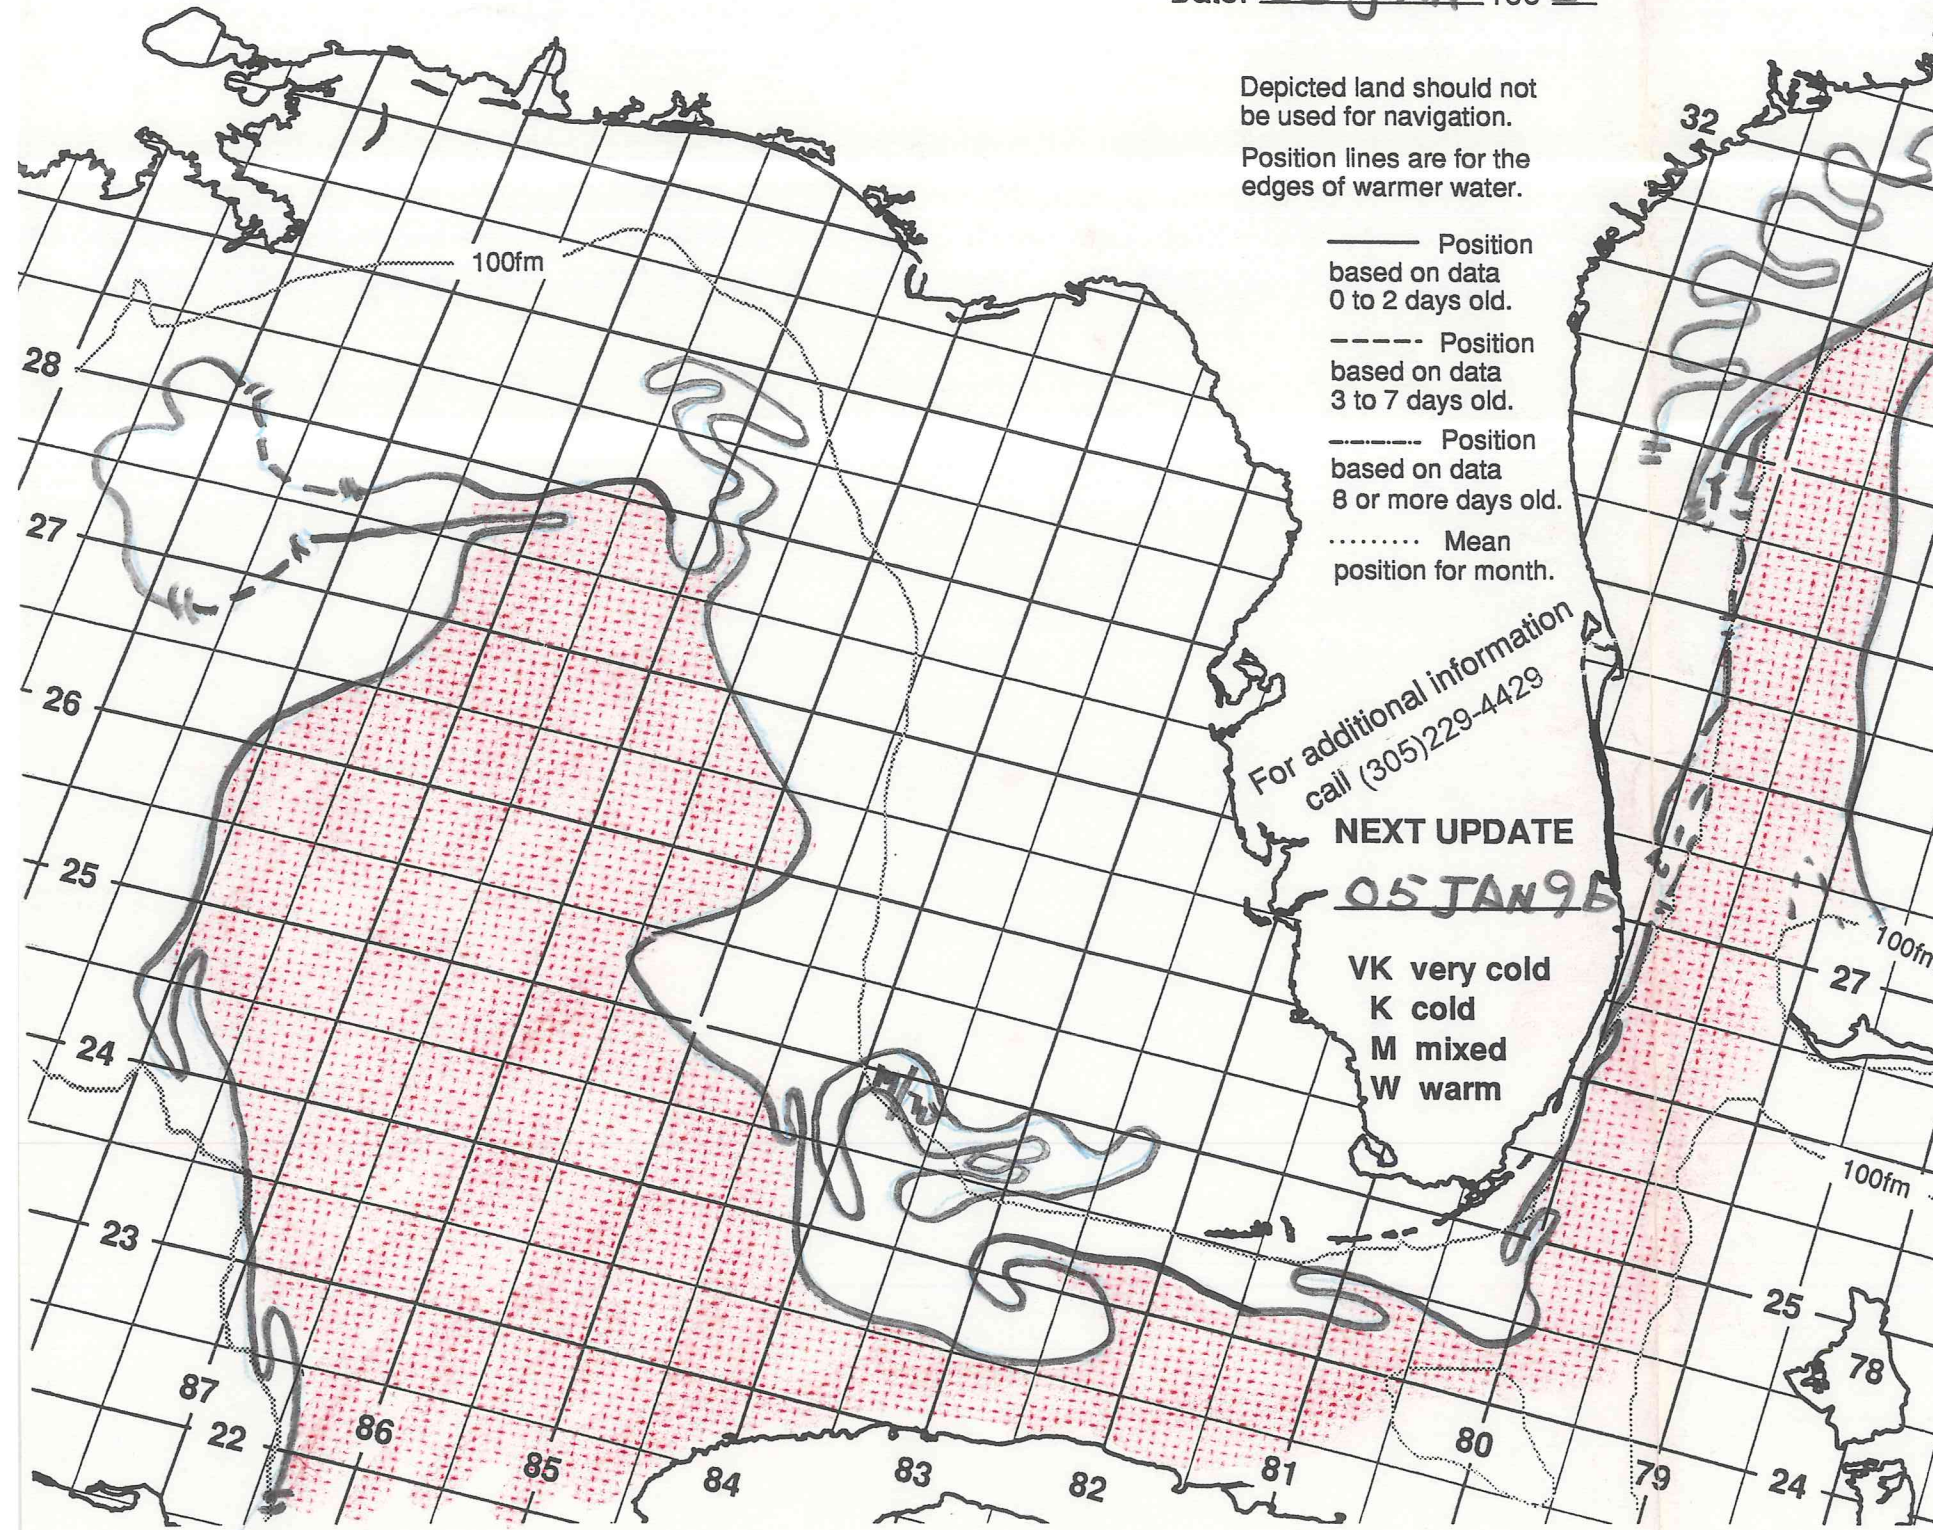 Depicted land should not
be used for navigation.
Position lines are for the
edges of warmer water.
Position
based on data
0 to 2 days old.
Position
based on data
3 to 7 days old.
Position
based on data
8 or more days old.
Mean
position for month.
For additional information
call (305)229-4429
NEXT UPDATE
05 JAN 96
VK very cold
K cold
M mixed
W warm
32
100fm
28
27
26
25
24
23
22
87
86
85
84
83
82
81
80
79
78
100fm
27
100fm
25
24